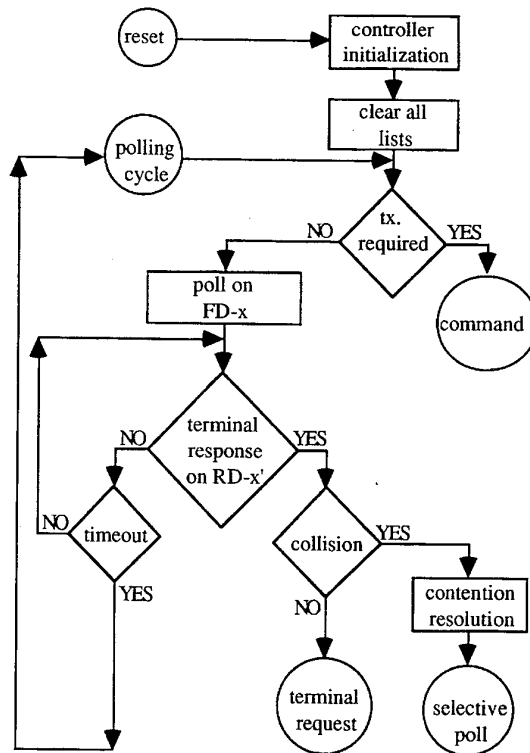 reset
controller
initialization
clear all
lists
polling
cycle
tx.
required
NO
YES
poll on
FD-x
command
terminal
response
on RD-x'
NO
YES
timeout
NO
YES
collision
YES
NO
contention
resolution
terminal
request
selective
poll